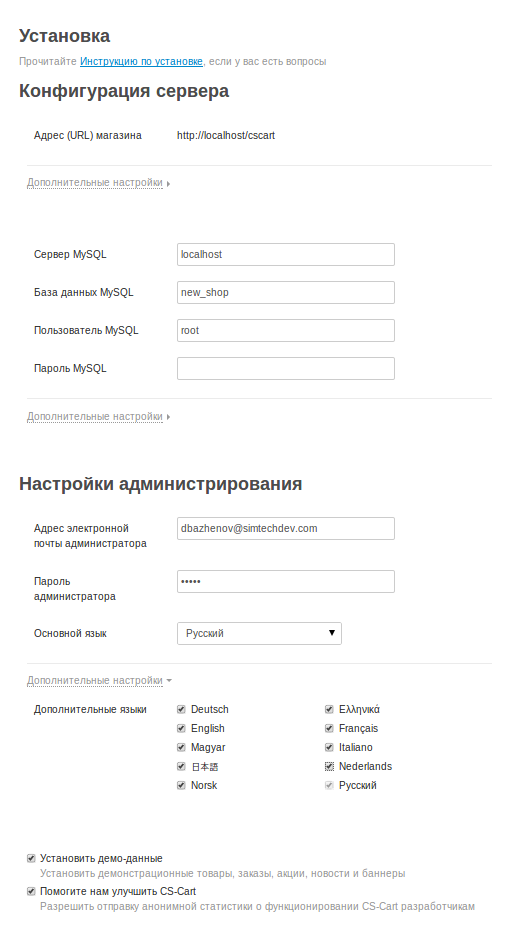 Установка
Прочитайте Инструкцию по установке, если у вас есть вопросы
Конфигурация сервера
Адрес (URL) магазина http://localhost/cscart
Дополнительные настройки
Сервер MySQL localhost
База данных MySQL new_shop
Пользователь MySQL root
Пароль MySQL
Дополнительные настройки
Настройки администрирования
Адрес электронной
почты администратора dbazhenov@simtechdev.com
Пароль
администратора •••••
Основной язык Русский
Дополнительные настройки
Дополнительные языки Deutsch Ελληνικά
English Français
Magyar Italiano
日本語 Nederlands
Norsk Русский
Установить демо-данные
Установить демонстрационные товары, заказы, акции, новости и баннеры
Помогите нам улучшить CS-Cart
Разрешить отправку анонимной статистики о функционировании CS-Cart разработчикам